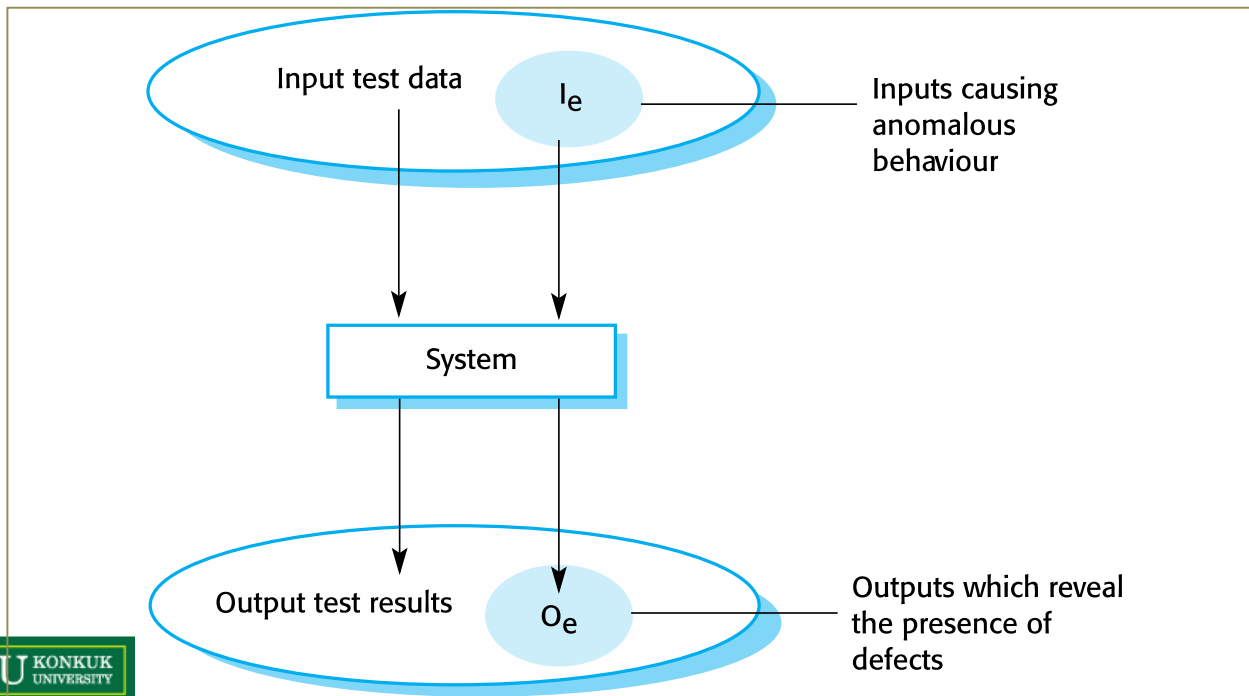 Input test data
Ie
Inputs causing
anomalous
behaviour
System
Output test results
Oe
Outputs which reveal
the presence of
defects
U KONKUK
UNIVERSITY